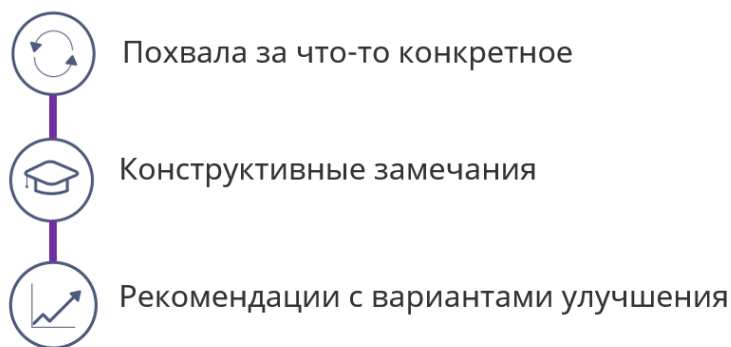 Похвала за что-то конкретное
Конструктивные замечания
Рекомендации с вариантами улучшения